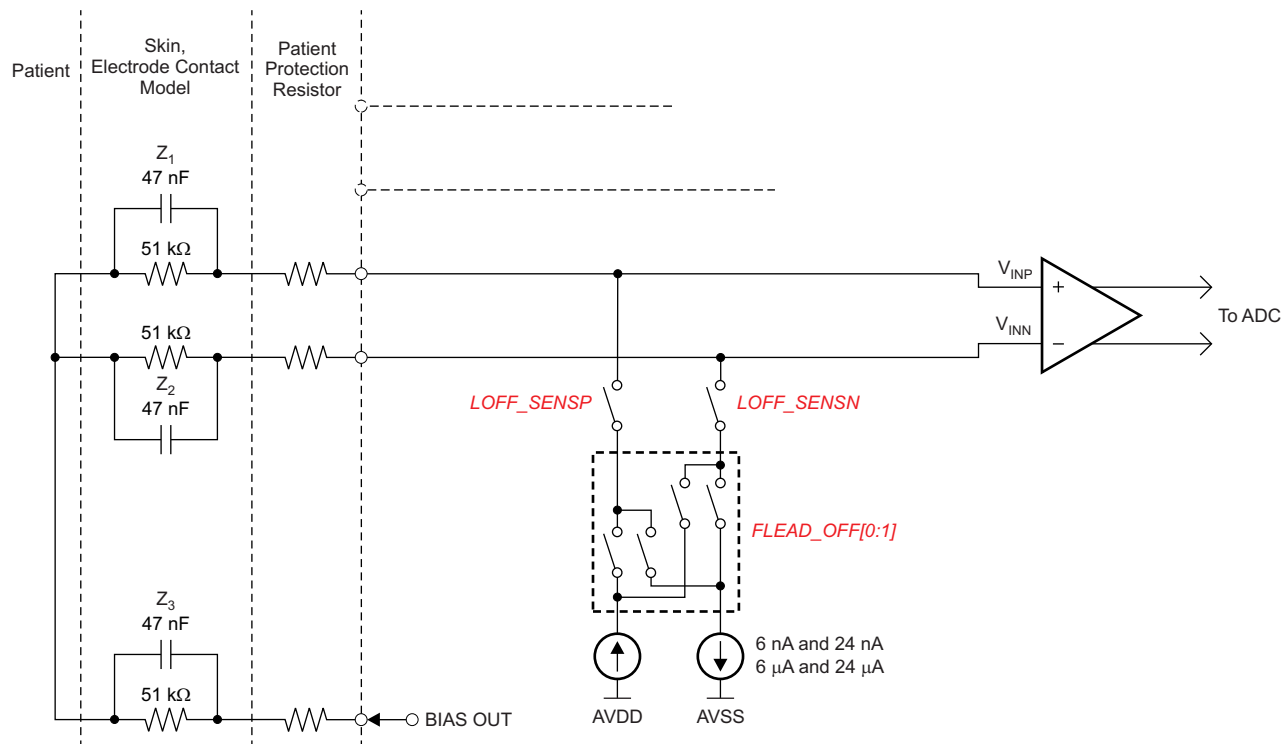 Patient
Skin,
Electrode Contact
Model
Patient
Protection
Resistor
Z1
47 nF
51 kΩ
51 kΩ
Z2
47 nF
Z3
47 nF
51 kΩ
BIAS OUT
LOFF_SENSP
LOFF_SENSN
FLEAD_OFF[0:1]
6 nA and 24 nA
6 μA and 24 μA
AVDD
AVSS
VINP
+
VINN
−
To ADC